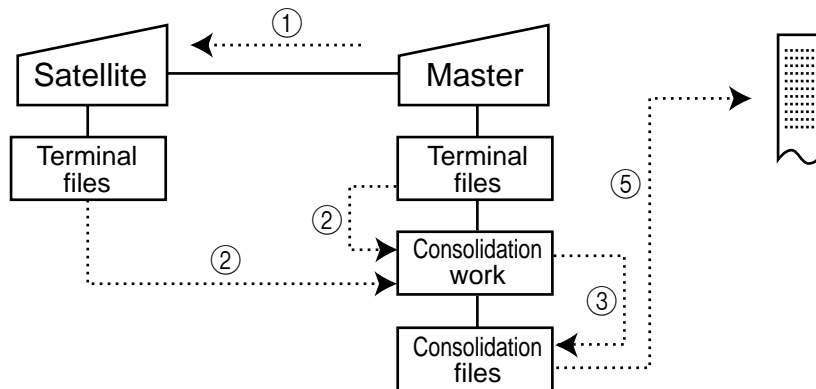 ①
Satellite
Master
Terminal
files
Terminal
files
②
②
Consolidation
work
③
⑤
Consolidation
files